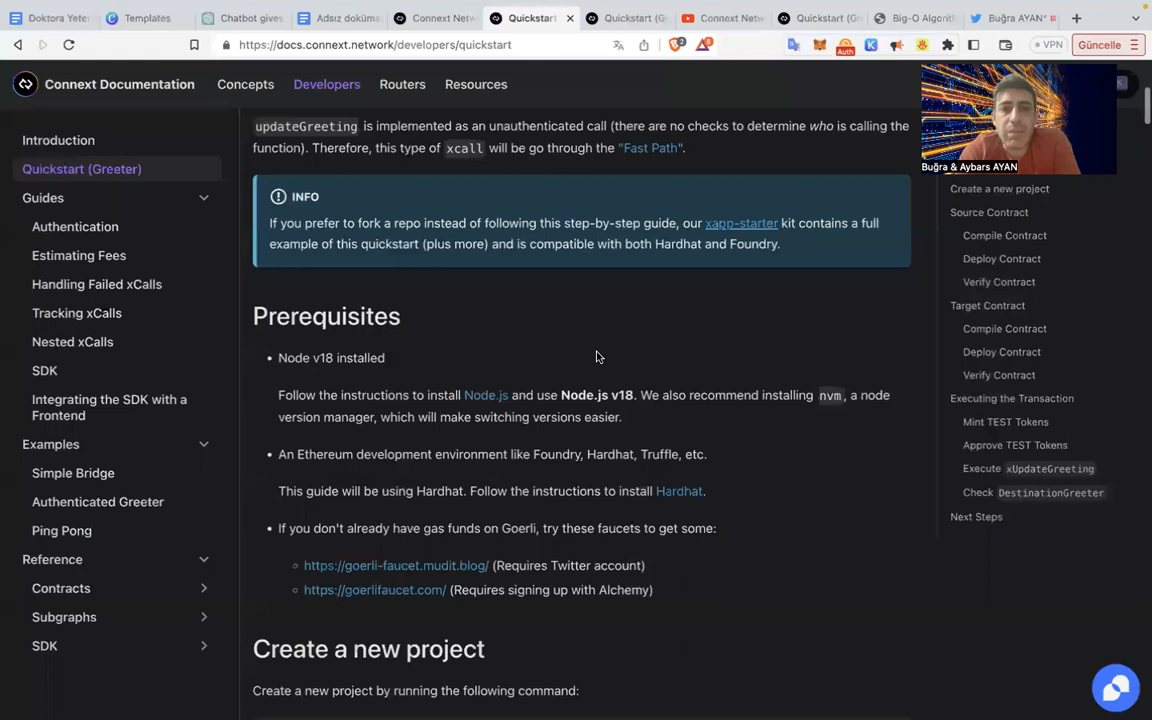 Doktora Yeter
Templates
Chatbot gives
Adsız doküm
Connext Netw
Quickstart
Quickstart (G
Connext Netw
Quickstart (Gr
Big-O Algorith
Buğra AYAN"
https://docs.connext.network/developers/quickstart
2
Auth
VPN
Güncelle
Connext Documentation
Concepts
Developers
Routers
Resources
Buğra & Aybars AYAN
Introduction
Quickstart (Greeter)
Guides
Authentication
Estimating Fees
Handling Failed xCalls
Tracking xCalls
Nested xCalls
SDK
Integrating the SDK with a
Frontend
Examples
Simple Bridge
Authenticated Greeter
Ping Pong
Reference
Contracts
Subgraphs
SDK
updateGreeting is implemented as an unauthenticated call (there are no checks to determine who is calling the
function). Therefore, this type of xcall will be go through the "Fast Path".
INFO
If you prefer to fork a repo instead of following this step-by-step guide, our xapp-starter kit contains a full
example of this quickstart (plus more) and is compatible with both Hardhat and Foundry.
Prerequisites
• Node v18 installed
Follow the instructions to install Node.js and use Node.js v18. We also recommend installing nvm, a node
version manager, which will make switching versions easier.
• An Ethereum development environment like Foundry, Hardhat, Truffle, etc.
This guide will be using Hardhat. Follow the instructions to install Hardhat.
• If you don't already have gas funds on Goerli, try these faucets to get some:
https://goerli-faucet.mudit.blog/ (Requires Twitter account)
https://goerlifaucet.com/ (Requires signing up with Alchemy)
Create a new project
Create a new project by running the following command:
Create a new project
Source Contract
Compile Contract
Deploy Contract
Verify Contract
Target Contract
Compile Contract
Deploy Contract
Verify Contract
Executing the Transaction
Mint TEST Tokens
Approve TEST Tokens
Execute xUpdateGreeting
Check DestinationGreeter
Next Steps